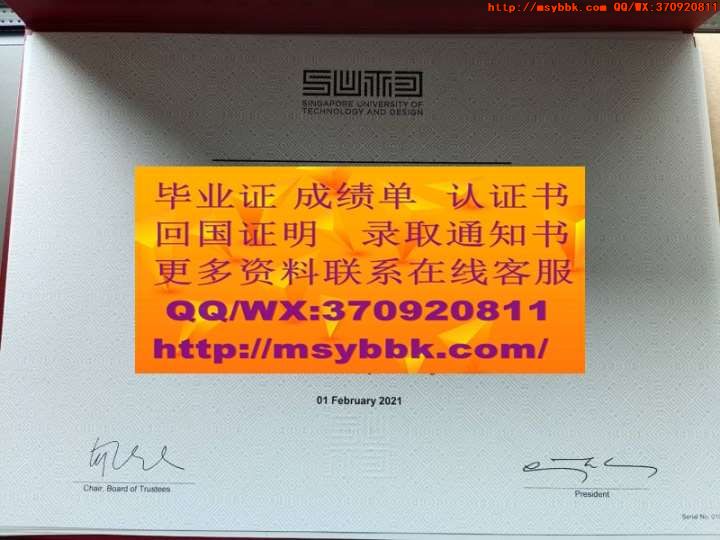 http://msybbk.com QQ/WX:370920811
SUTD
SINGAPORE UNIVERSITY OF
TECHNOLOGY AND DESIGN
毕业证 成绩单 认证书
回国证明 录取通知书
更多资料联系在线客服
QQ/WX:370920811
http://msybbk.com/
01 February 2021
Chair, Board of Trustees
President
Serial No.